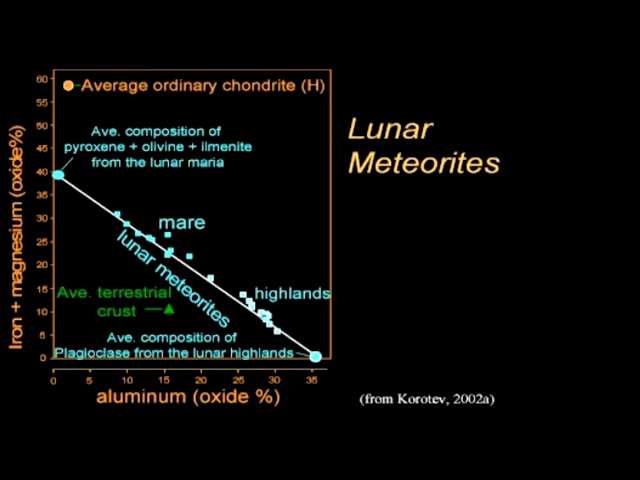 Lunar
Meteorites
60
55
50
45
40
35
30
25
20
15
10
5
0
Iron + magnesium (oxide%)
Average ordinary chondrite (H)
Ave. composition of
pyroxene + olivine + ilmenite
from the lunar maria
mare
lunar meteorites
Ave. terrestrial
crust
highlands
Ave. composition of
Plagioclase from the lunar highlands
0 5 10 15 20 25 30 35
aluminum (oxide %)
(from Korotev, 2002a)